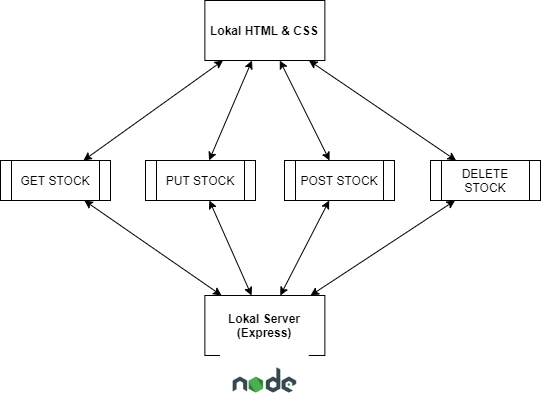 Lokal HTML & CSS
GET STOCK
PUT STOCK
POST STOCK
DELETE
STOCK
Lokal Server
(Express)
node